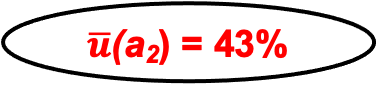 u̅(a₂) = 43%